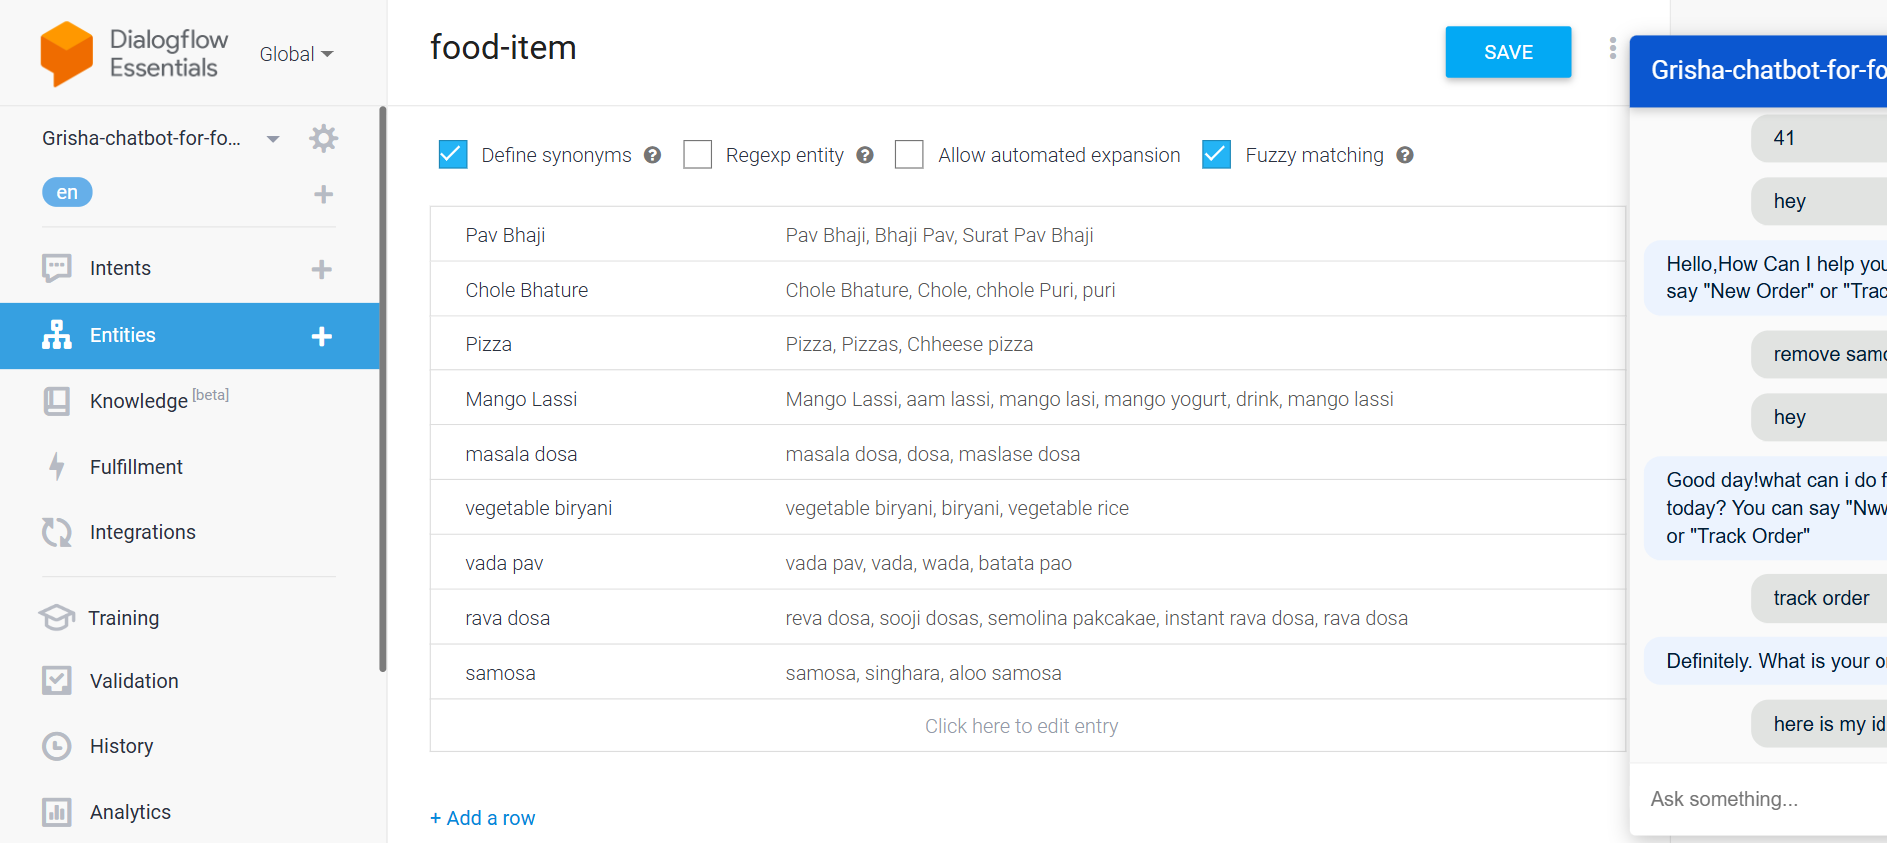 Dialogflow
Essentials
Global
Grisha-chatbot-for-fo...
en
Intents
Entities
Knowledge [beta]
Fulfillment
Integrations
Training
Validation
History
Analytics
food-item
SAVE
Define synonyms
Regexp entity
Allow automated expansion
Fuzzy matching
Pav Bhaji Pav Bhaji, Bhaji Pav, Surat Pav Bhaji
Chole Bhature Chole Bhature, Chole, chhole Puri, puri
Pizza Pizza, Pizzas, Chheese pizza
Mango Lassi Mango Lassi, aam lassi, mango lasi, mango yogurt, drink, mango lassi
masala dosa masala dosa, dosa, maslase dosa
vegetable biryani vegetable biryani, biryani, vegetable rice
vada pav vada pav, vada, wada, batata pao
rava dosa reva dosa, sooji dosas, semolina pakcakae, instant rava dosa, rava dosa
samosa samosa, singhara, aloo samosa
Click here to edit entry
+ Add a row
Grisha-chatbot-for-fo
41
hey
Hello,How Can I help you
say "New Order" or "Trac
remove samo
hey
Good day!what can i do f
today? You can say "Nww
or "Track Order"
track order
Definitely. What is your o
here is my id
Ask something...